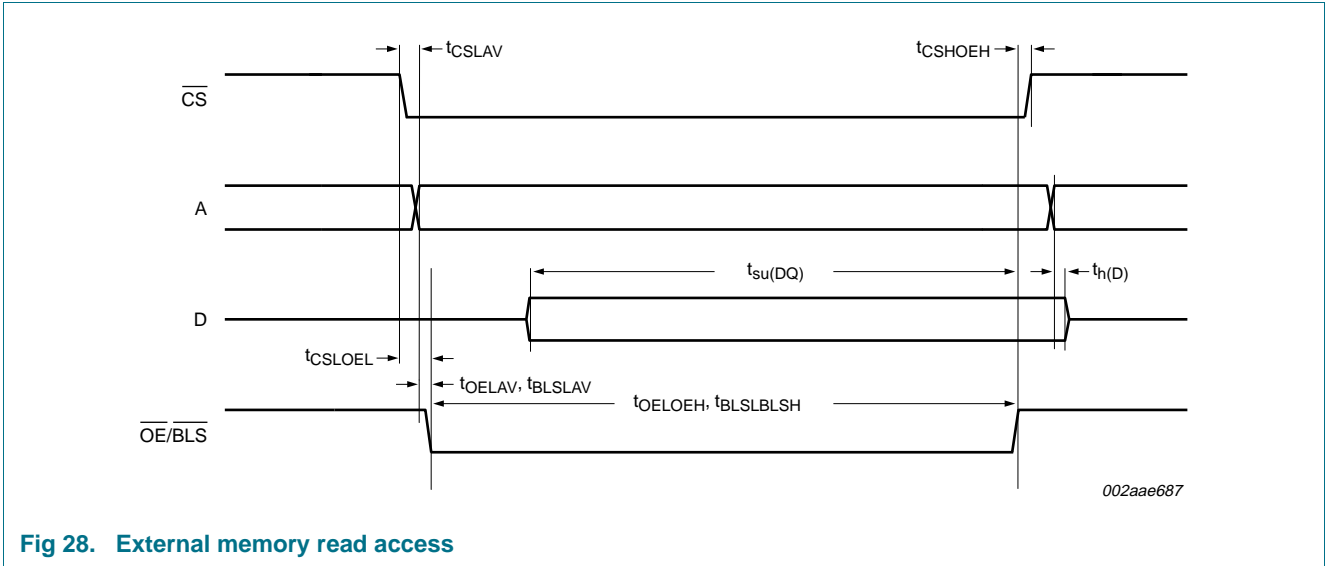 tCSLAV
tCSHOEH
CS
A
tsu(DQ)
th(D)
D
tCSLOEL
tOELAV, tBLSLAV
tOELOEH, tBLSLBLSH
OE/BLS
002aae687
Fig 28. External memory read access